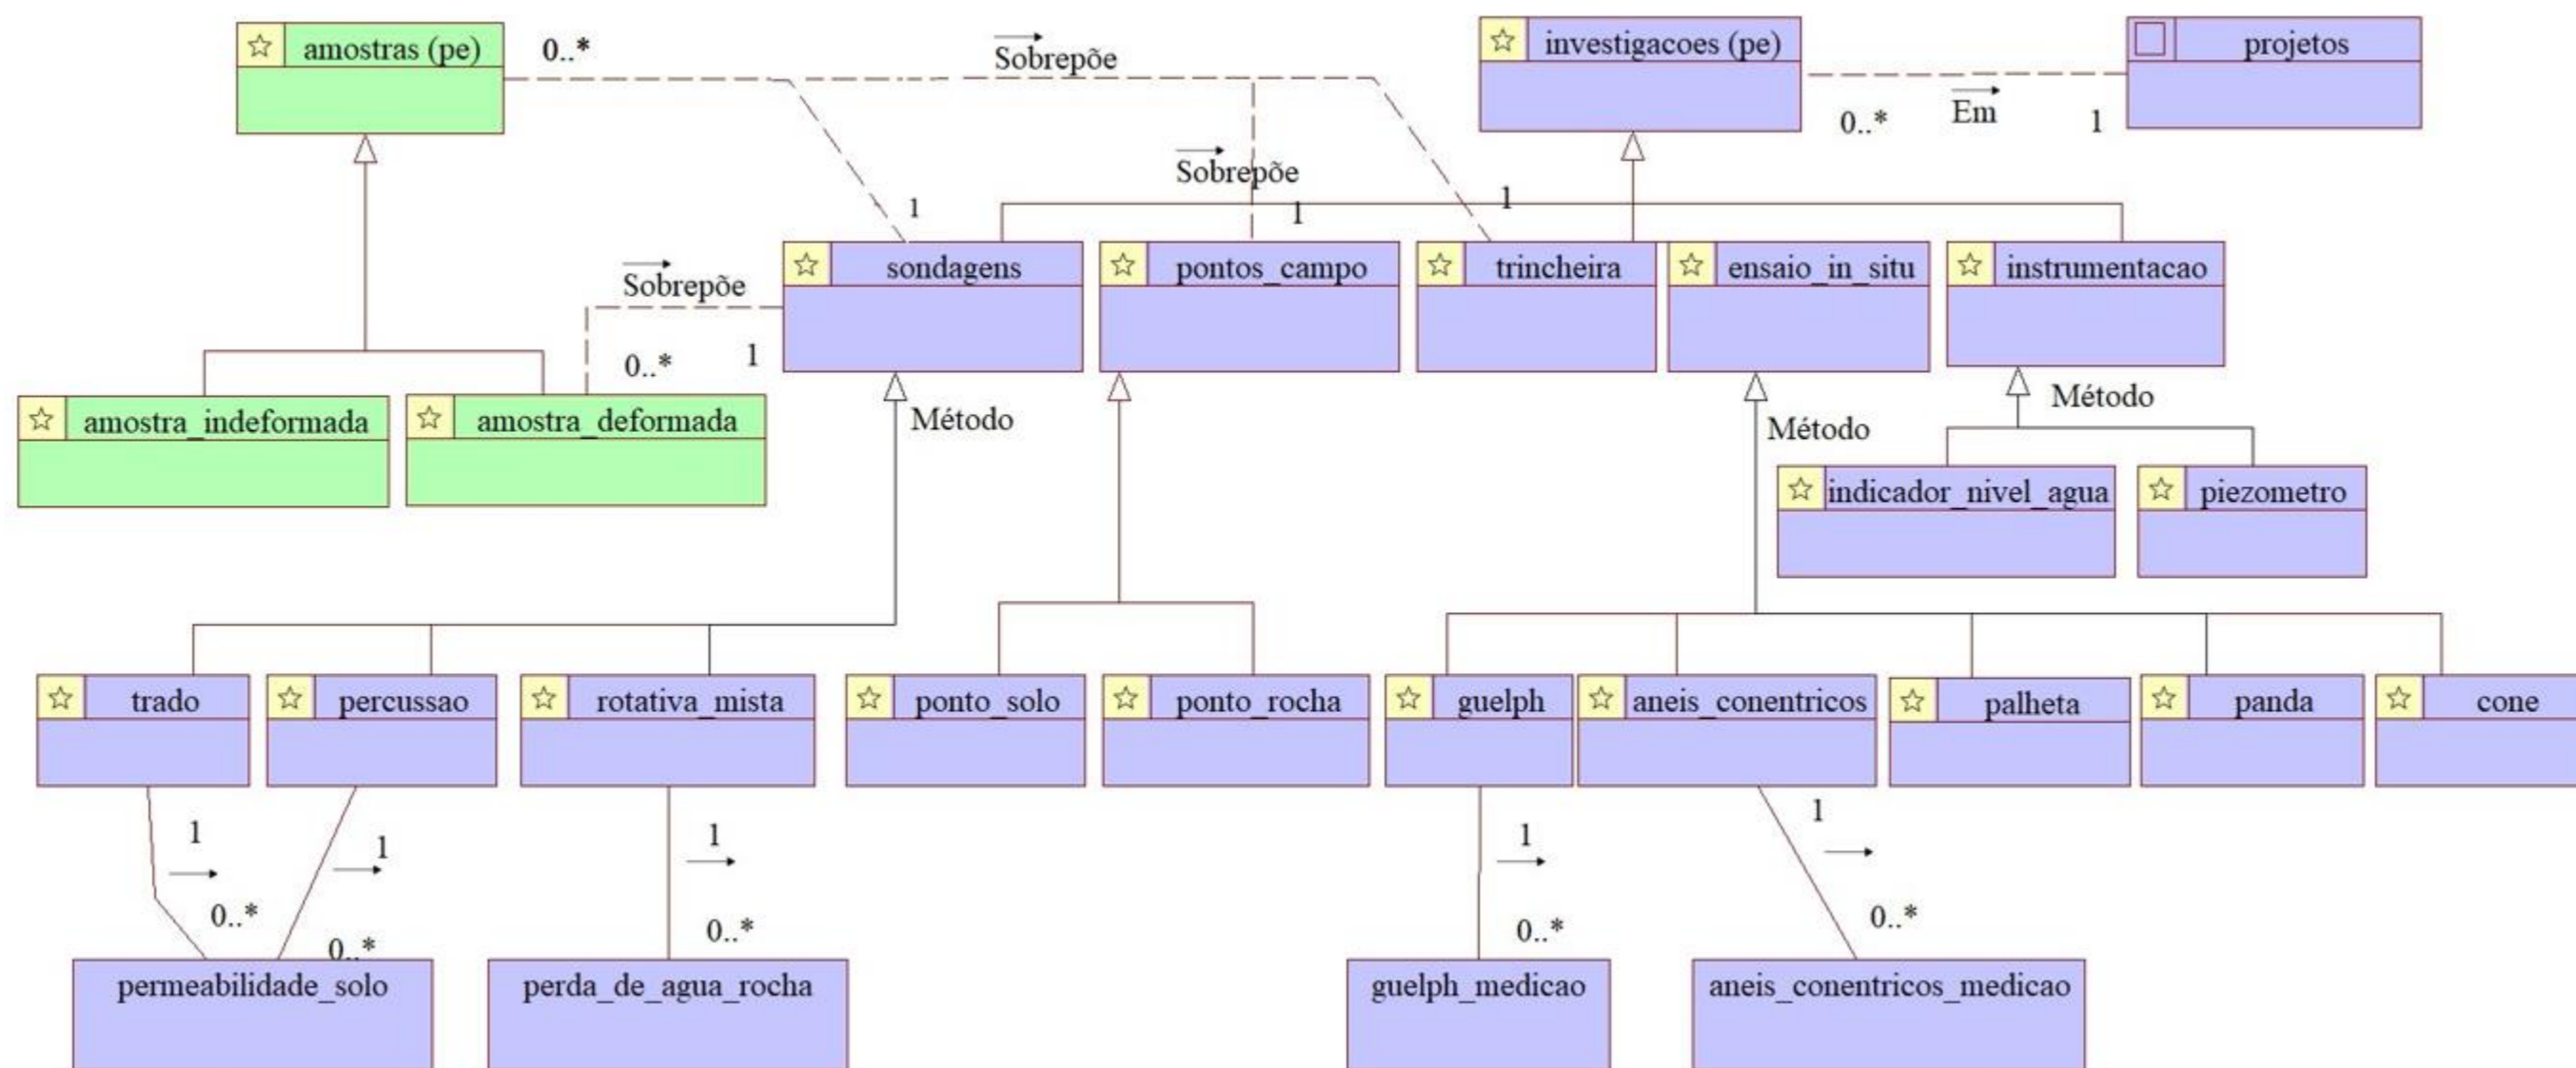 amostras (pe)
0..*
Sobrepõe
investigacoes (pe)
projetos
0..*
Em
1
Sobrepõe
1
1
1
sondagens
pontos_campo
trincheira
ensaio_in_situ
instrumentacao
Sobrepõe
0..*
1
amostra_indeformada
amostra_deformada
Método
Método
Método
indicador_nivel_agua
piezometro
trado
percussao
rotativa_mista
ponto_solo
ponto_rocha
guelph
aneis_conentricos
palheta
panda
cone
1
1
1
1
1
0..*
0..*
0..*
0..*
0..*
permeabilidade_solo
perda_de_agua_rocha
guelph_medicao
aneis_conentricos_medicao